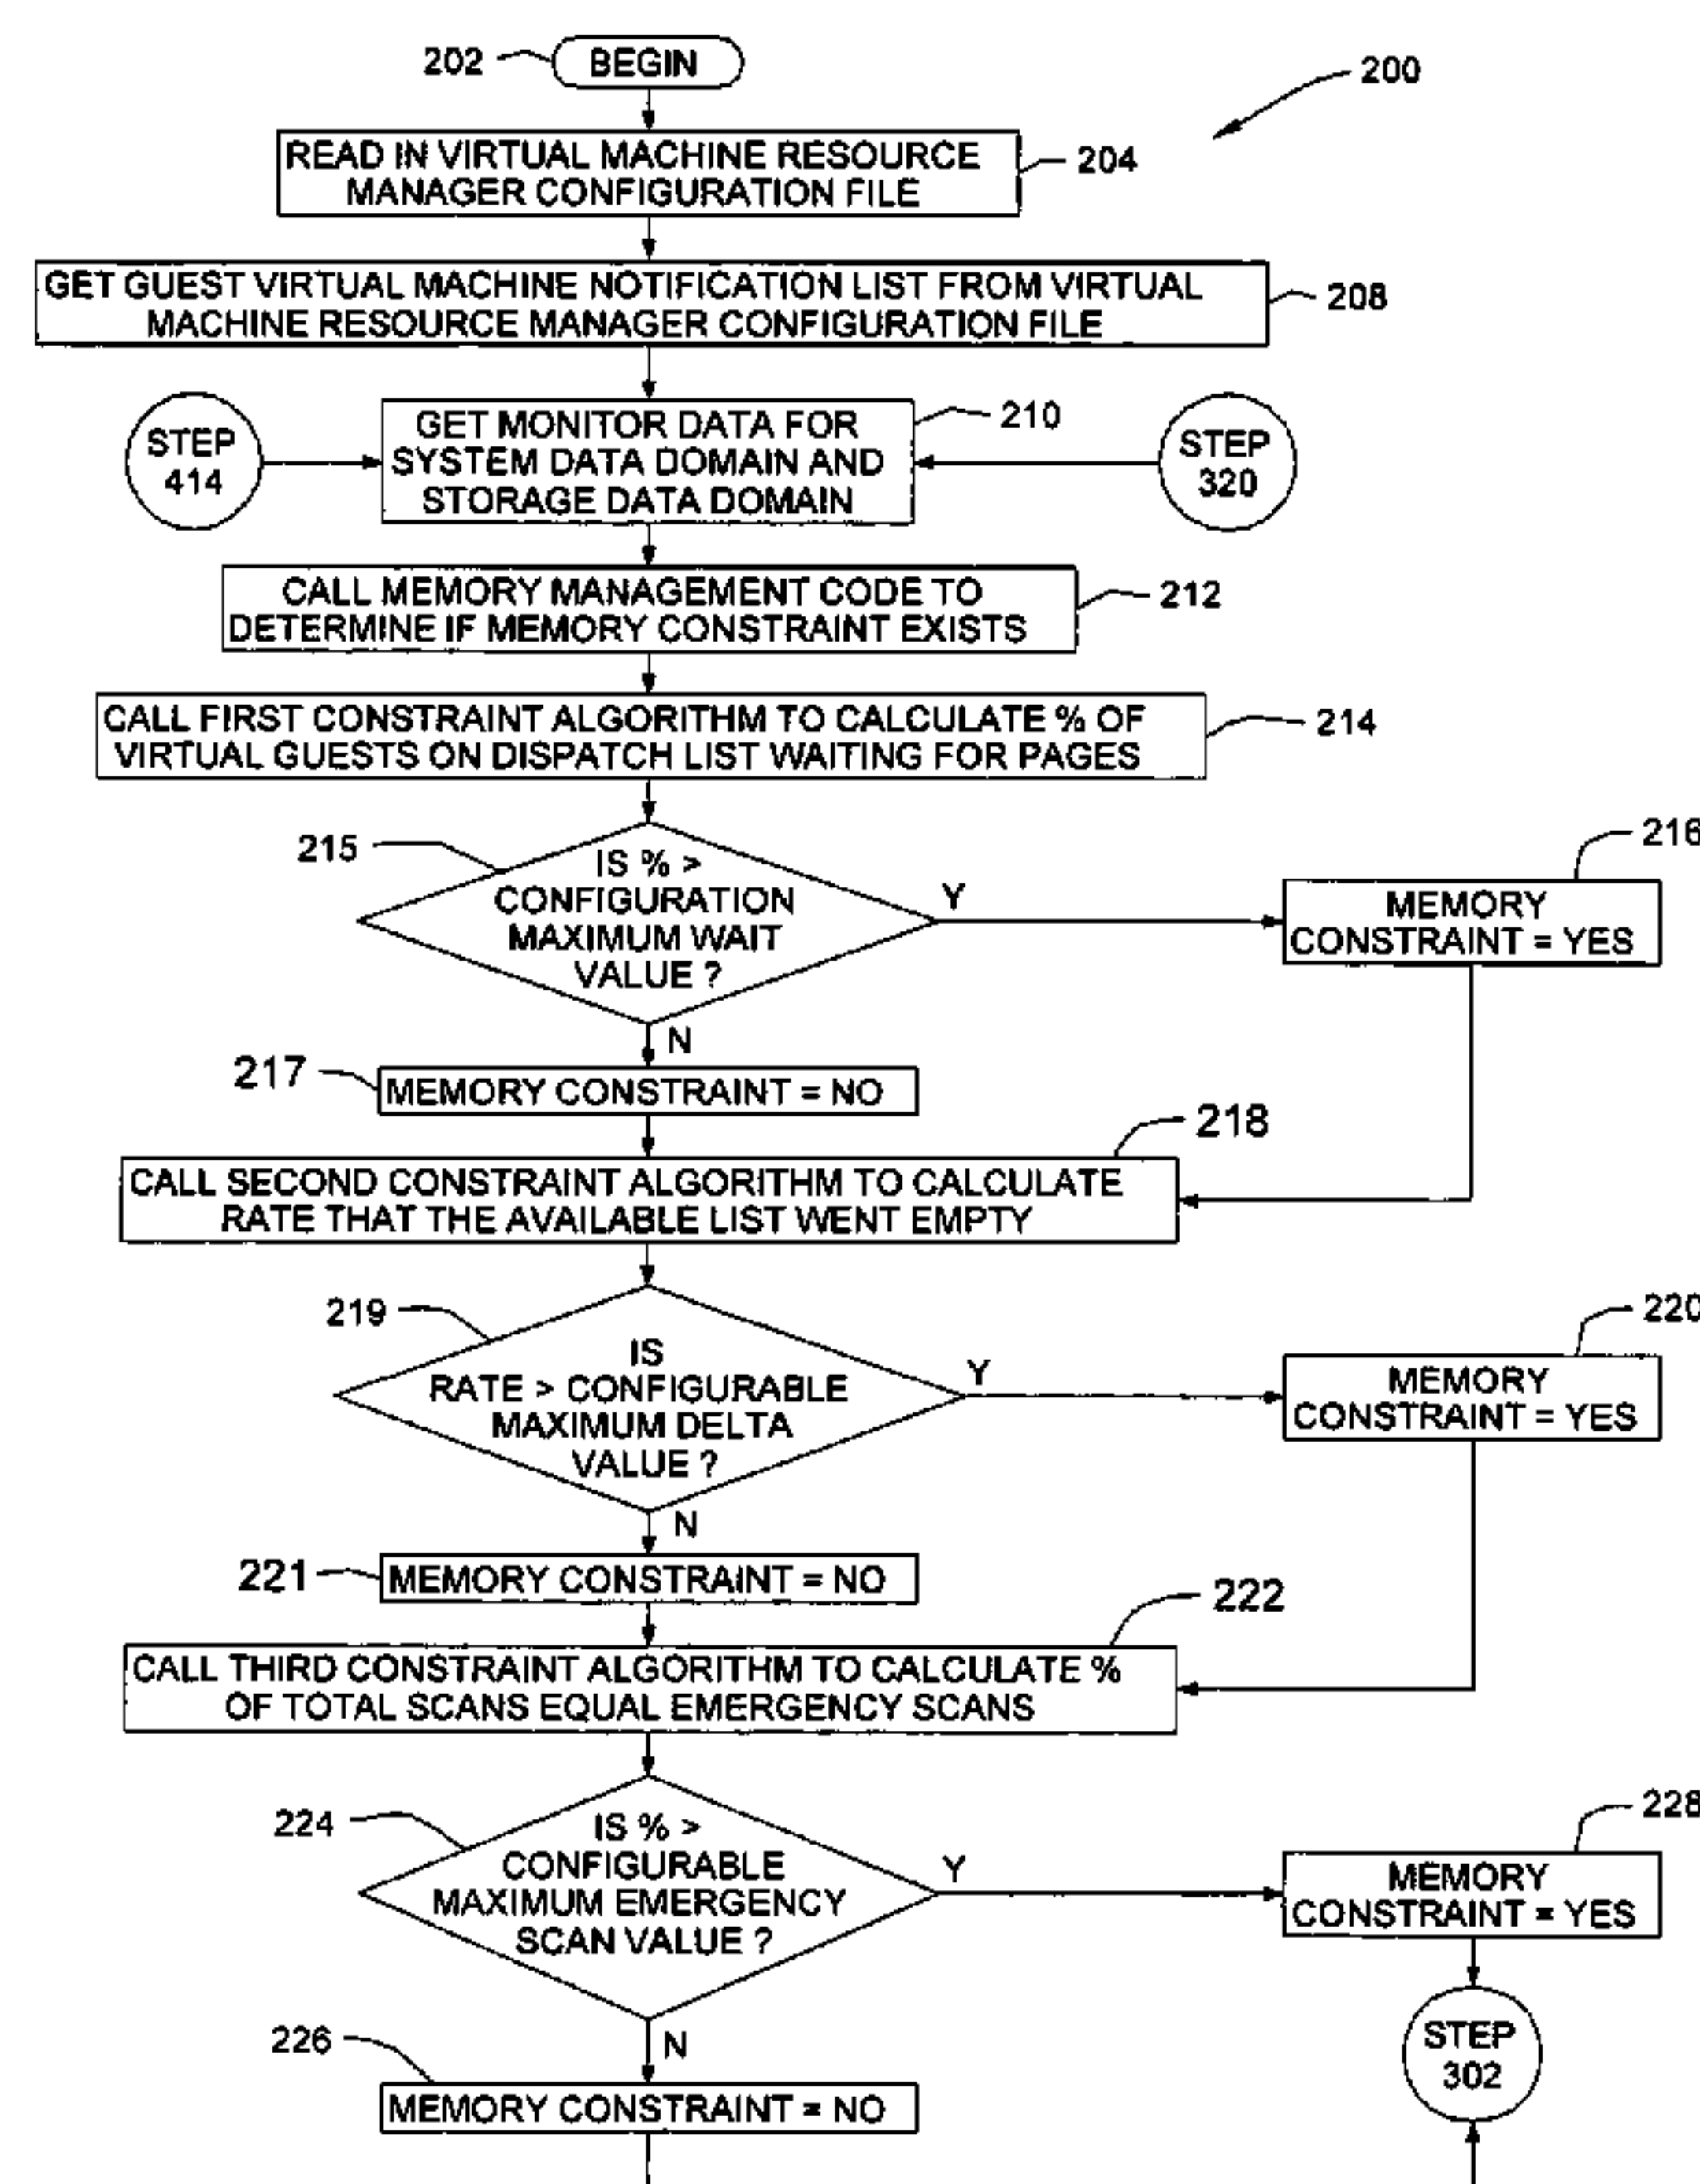 202
BEGIN
200
READ IN VIRTUAL MACHINE RESOURCE
MANAGER CONFIGURATION FILE
204
GET GUEST VIRTUAL MACHINE NOTIFICATION LIST FROM VIRTUAL
MACHINE RESOURCE MANAGER CONFIGURATION FILE
208
STEP
414
GET MONITOR DATA FOR
SYSTEM DATA DOMAIN AND
STORAGE DATA DOMAIN
210
STEP
320
CALL MEMORY MANAGEMENT CODE TO
DETERMINE IF MEMORY CONSTRAINT EXISTS
212
CALL FIRST CONSTRAINT ALGORITHM TO CALCULATE % OF
VIRTUAL GUESTS ON DISPATCH LIST WAITING FOR PAGES
214
215
IS % >
CONFIGURATION
MAXIMUM WAIT
VALUE ?
Y
216
MEMORY
CONSTRAINT = YES
N
217
MEMORY CONSTRAINT = NO
218
CALL SECOND CONSTRAINT ALGORITHM TO CALCULATE
RATE THAT THE AVAILABLE LIST WENT EMPTY
219
IS
RATE > CONFIGURABLE
MAXIMUM DELTA
VALUE ?
Y
220
MEMORY
CONSTRAINT = YES
N
221
MEMORY CONSTRAINT = NO
222
CALL THIRD CONSTRAINT ALGORITHM TO CALCULATE %
OF TOTAL SCANS EQUAL EMERGENCY SCANS
224
IS % >
CONFIGURABLE
MAXIMUM EMERGENCY
SCAN VALUE ?
Y
228
MEMORY
CONSTRAINT = YES
N
226
MEMORY CONSTRAINT = NO
STEP
302